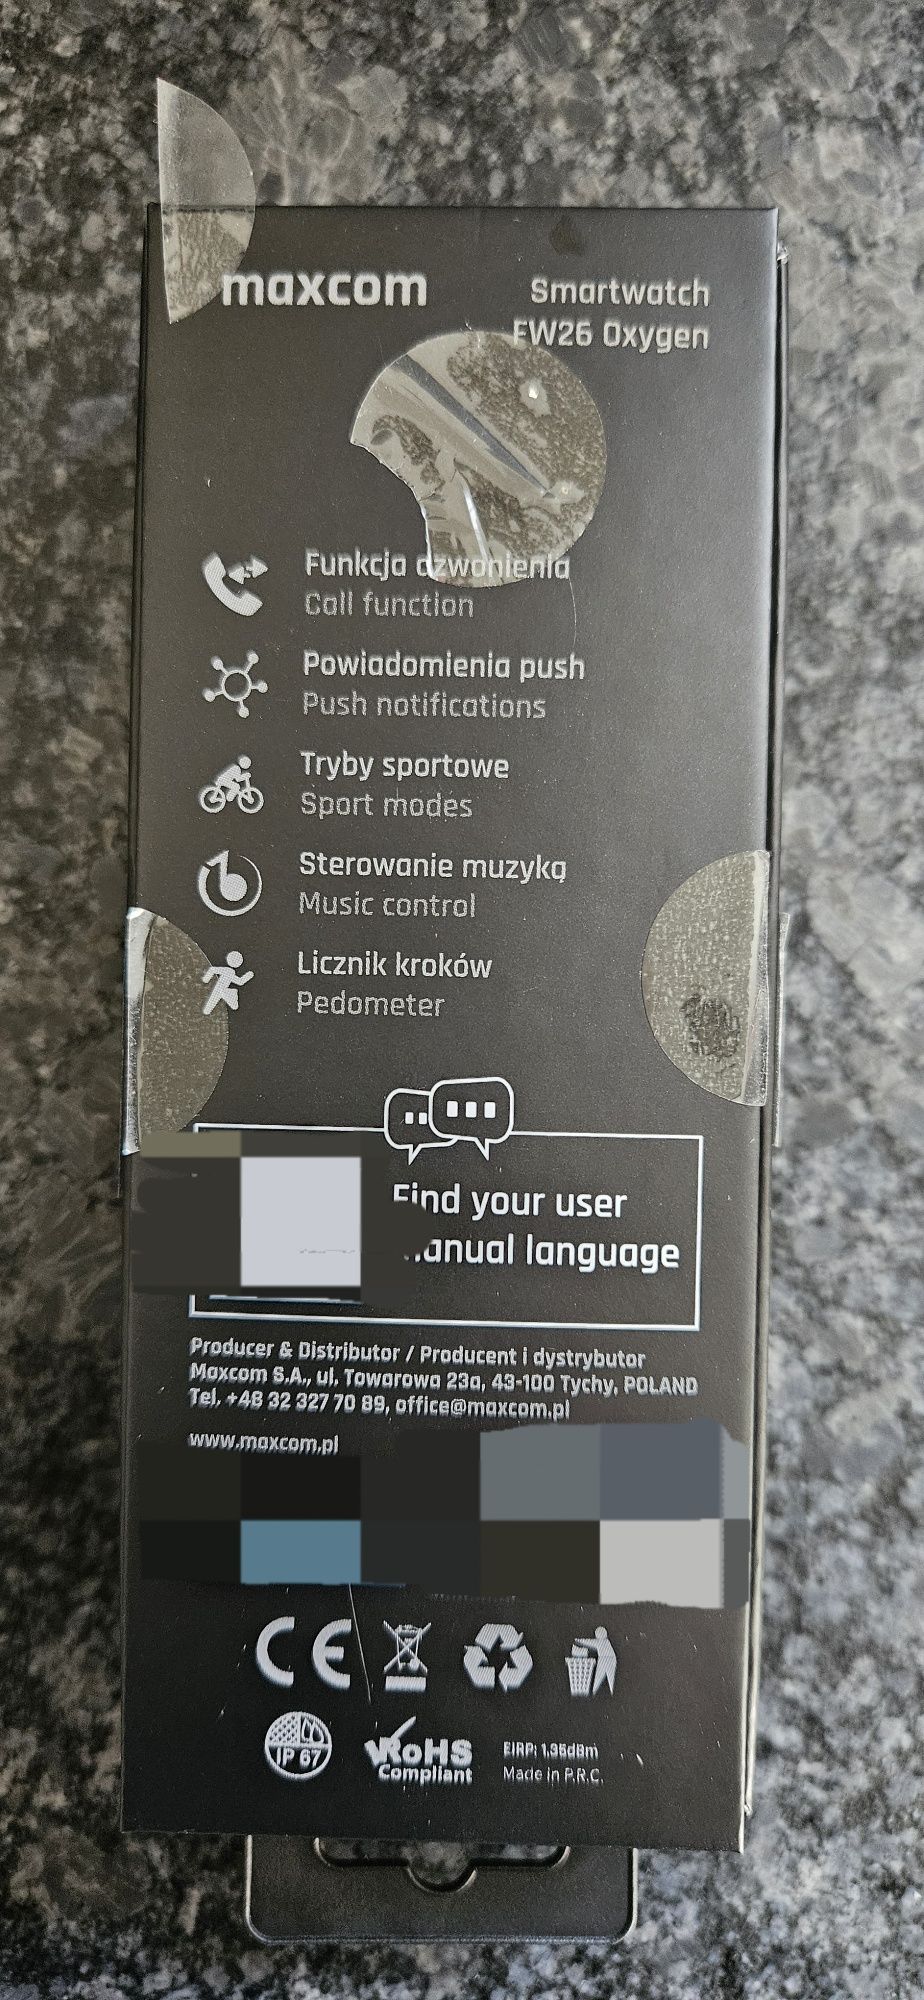 maxcom
Smartwatch
FW26 Oxygen
Funkcja dzwonienia
Call function
Powiadomienia push
Push notifications
Tryby sportowe
Sport modes
Sterowanie muzyką
Music control
Licznik kroków
Pedometer
Find your user
manual language
Producer & Distributor / Producent i dystrybutor
Maxcom S.A., ul. Towarowa 23a, 43-100 Tychy, POLAND
Tel. +48 32 327 70 89, office@maxcom.pl
www.maxcom.pl
CE
IP 67
RoHS
Compliant
EIRP: 1.35dBm
Made in P.R.C.